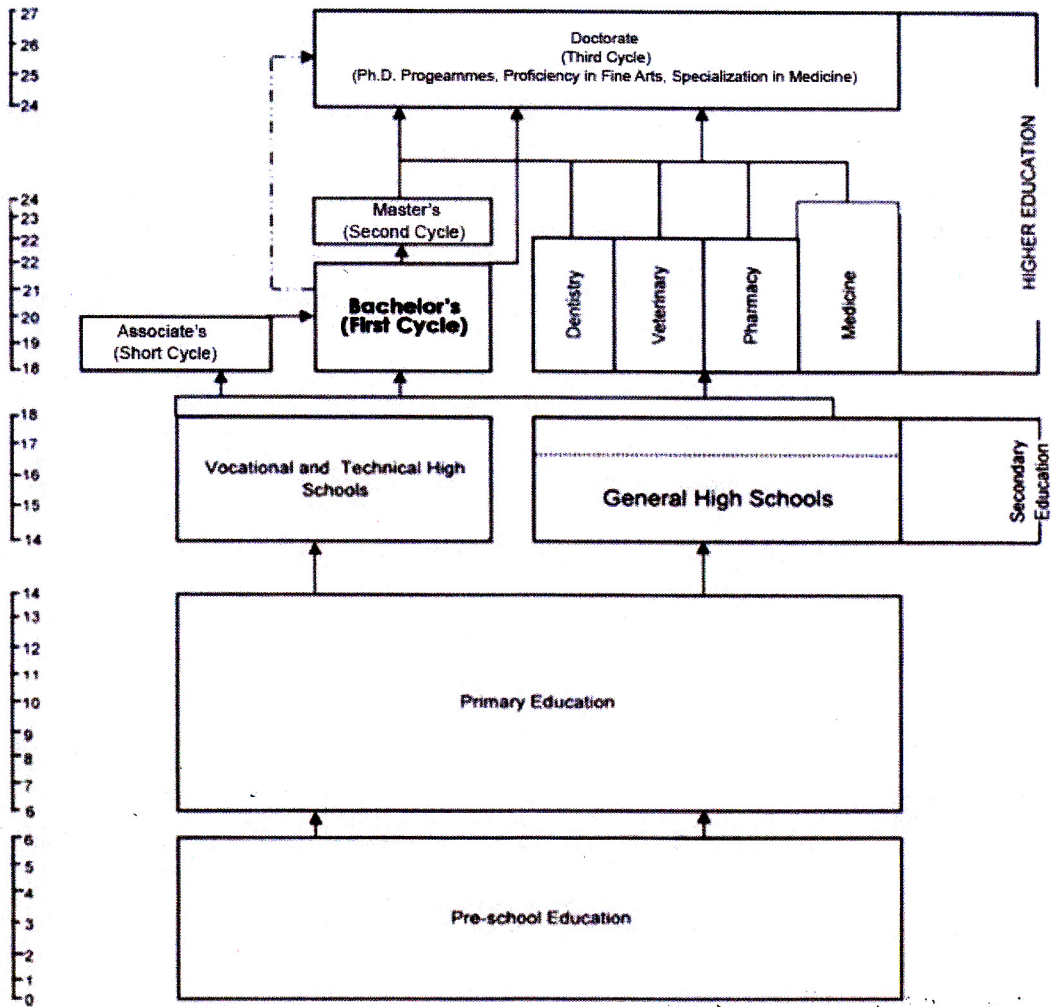 27
26
25
24
Doctorate
(Third Cycle)
(Ph.D. Progeammes, Proficiency in Fine Arts, Specialization in Medicine)
HIGHER EDUCATION
24
23
22
22
21
20
19
18
Master's
(Second Cycle)
Bachelor's
(First Cycle)
Associate's
(Short Cycle)
Dentistry
Veterinary
Pharmacy
Medicine
18
17
16
15
14
Vocational and Technical High
Schools
General High Schools
Secondary
Education
14
13
12
11
10
9
8
7
6
Primary Education
6
5
4
3
2
1
0
Pre-school Education